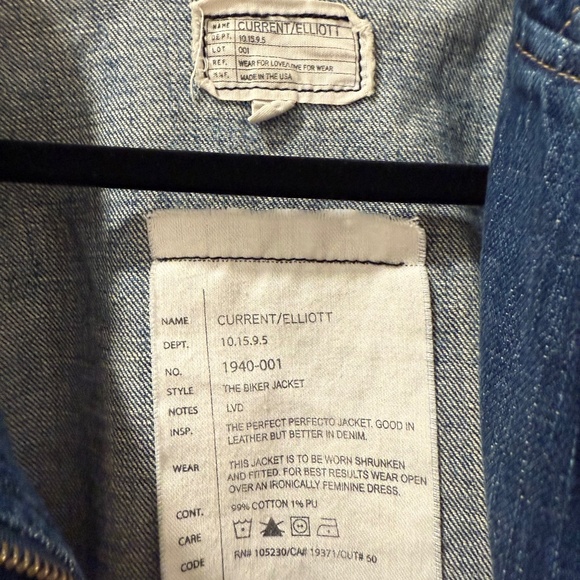 NAME CURRENT/ELLIOTT
DEPT. 10.15.9.5
LOT 001
REF. WEAR FOR LOVE/LOVE FOR WEAR
MADE IN THE USA
NAME CURRENT/ELLIOTT
DEPT. 10.15.9.5
NO. 1940-001
STYLE THE BIKER JACKET
NOTES LVD
INSP. THE PERFECT PERFECTO JACKET. GOOD IN
LEATHER BUT BETTER IN DENIM.
WEAR THIS JACKET IS TO BE WORN SHRUNKEN
AND FITTED. FOR BEST RESULTS WEAR OPEN
OVER AN IRONICALLY FEMININE DRESS.
CONT. 99% COTTON 1% PU
CARE
CODE RN# 105230/CA# 19371/CUT# 50